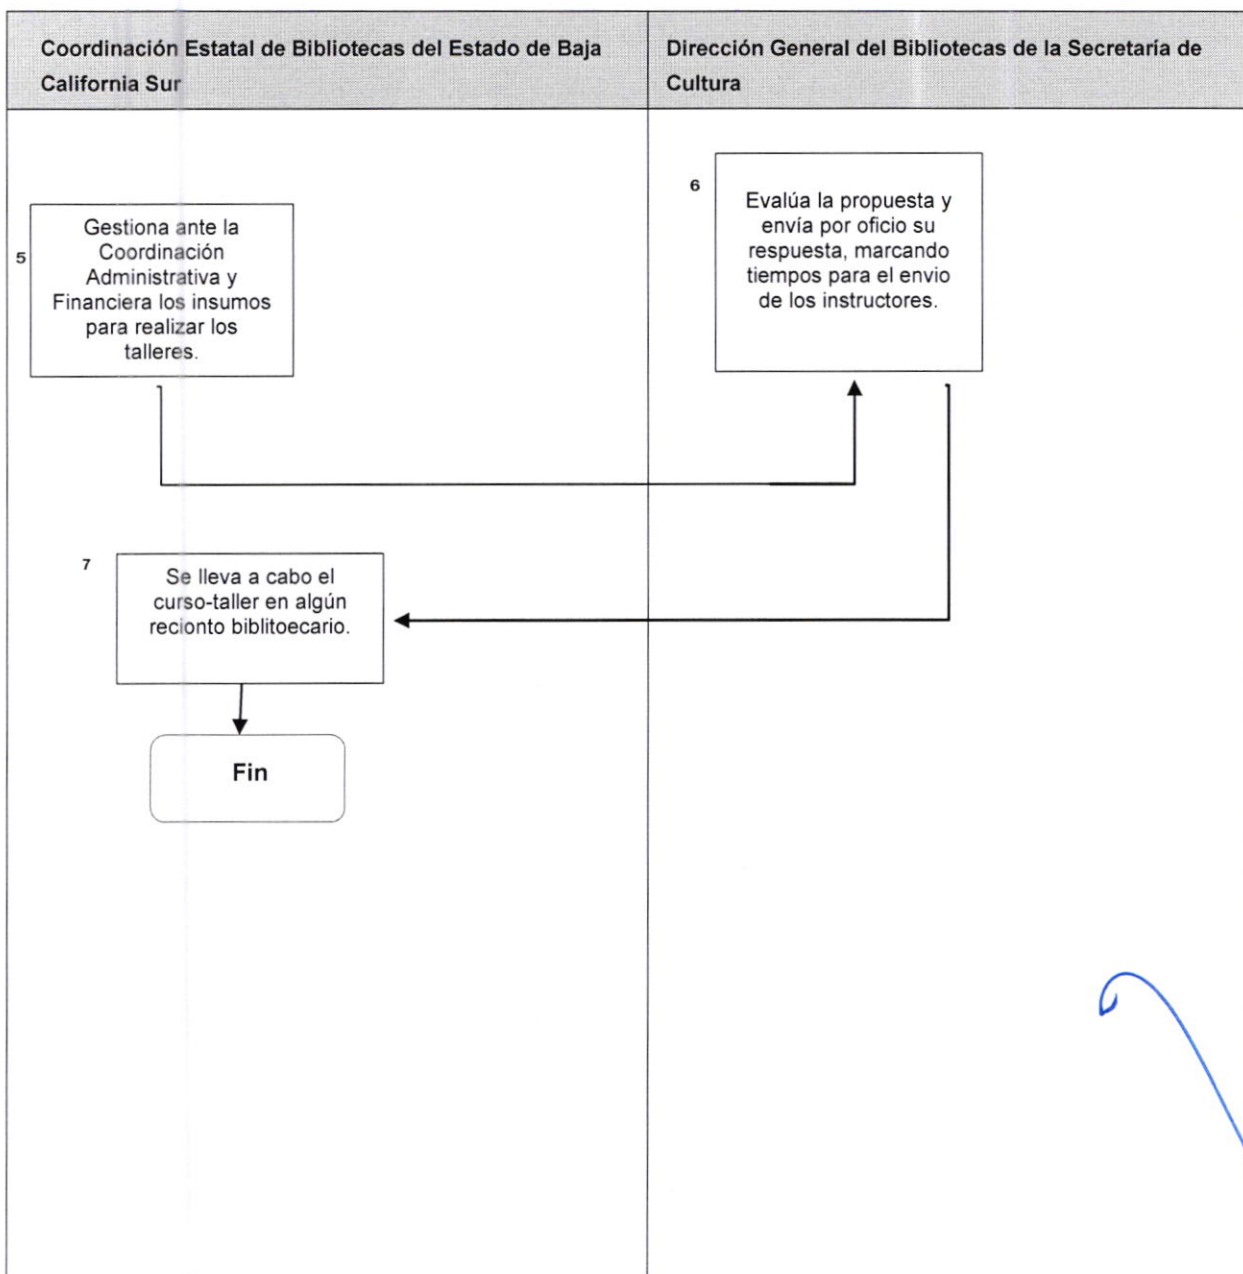 Coordinación Estatal de Bibliotecas del Estado de Baja
California Sur
Dirección General del Bibliotecas de la Secretaría de
Cultura
5
Gestiona ante la
Coordinación
Administrativa y
Financiera los insumos
para realizar los
talleres.
6
Evalúa la propuesta y
envía por oficio su
respuesta, marcando
tiempos para el envio
de los instructores.
7
Se lleva a cabo el
curso-taller en algún
recionto biblitoecario.
Fin